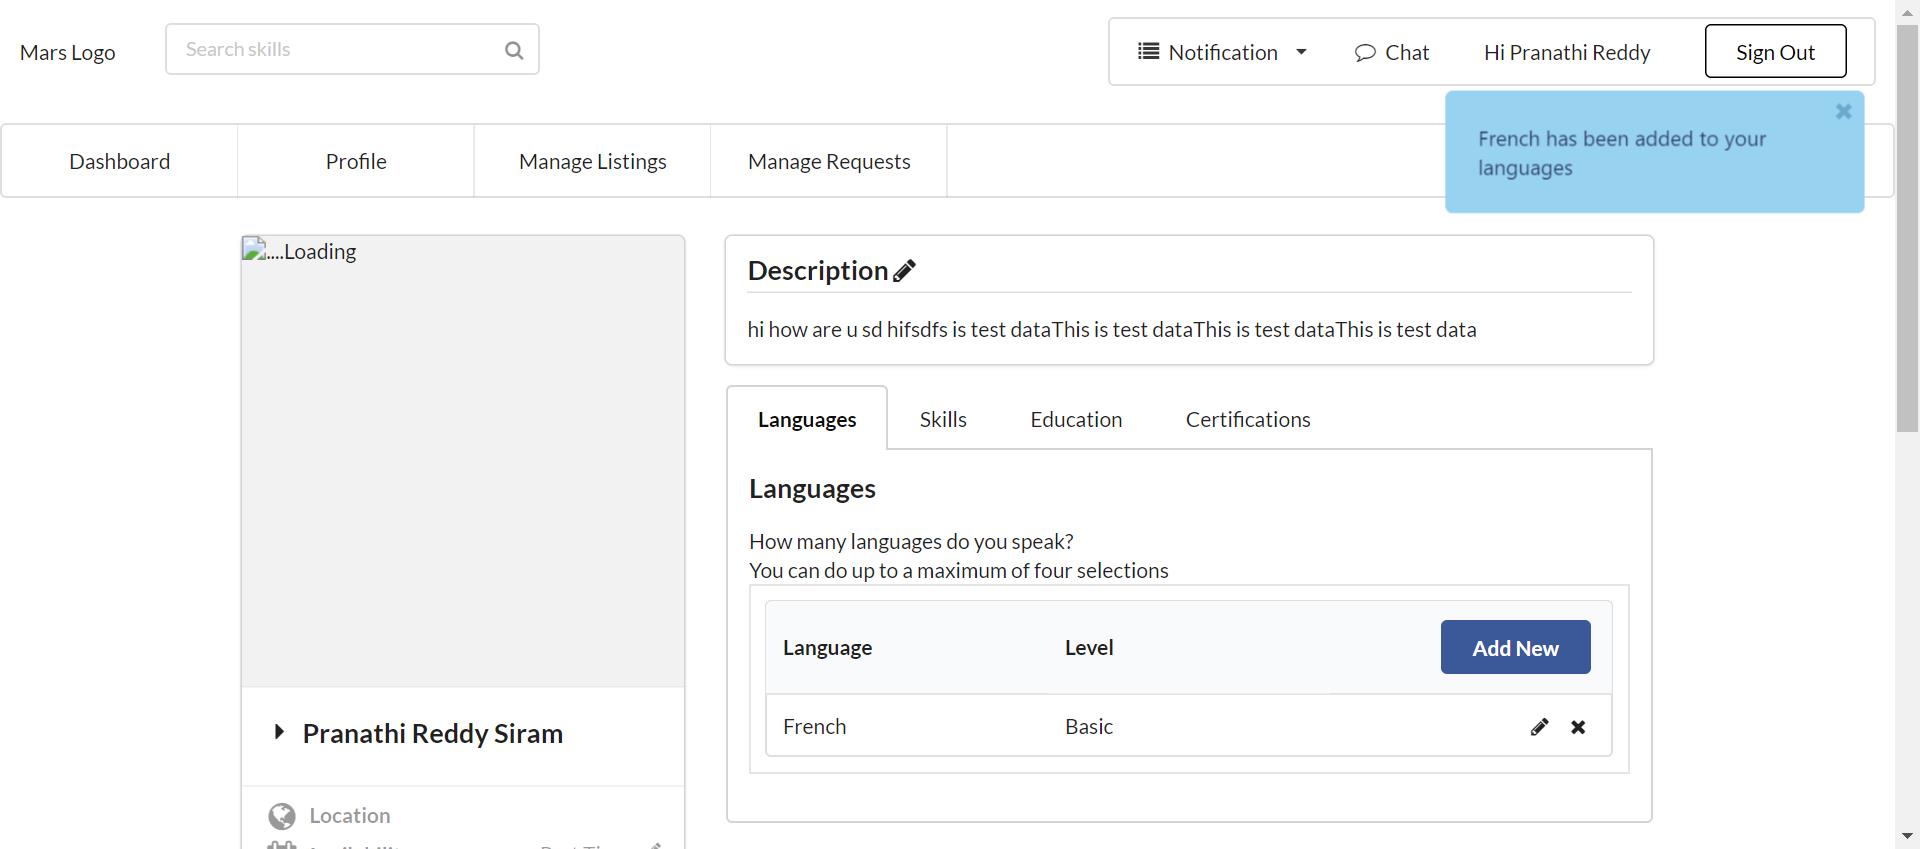 Mars Logo
Search skills
Notification
Chat
Hi Pranathi Reddy
Sign Out
French has been added to your
languages
Dashboard
Profile
Manage Listings
Manage Requests
....Loading
Description
hi how are u sd hifsdfs is test dataThis is test dataThis is test dataThis is test data
Languages
Skills
Education
Certifications
Languages
How many languages do you speak?
You can do up to a maximum of four selections
Language
Level
Add New
French
Basic
Pranathi Reddy Siram
Location